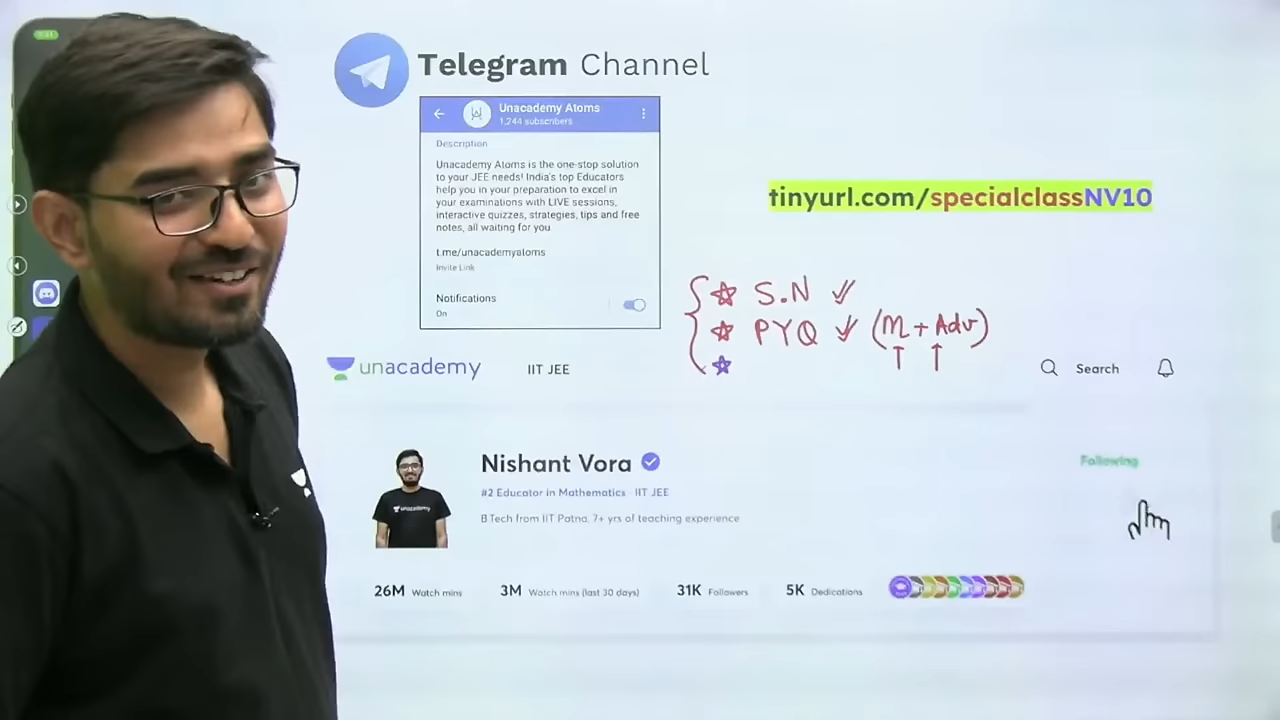 Telegram Channel
Unacademy Atoms
1,244 subscribers
Description
Unacademy Atoms is the one-stop solution
to your JEE needs! India's top Educators
help you in your preparation to excel in
your examinations with LIVE sessions,
interactive quizzes, strategies, tips and free
notes, all waiting for you
t.me/unacademyatoms
Invite Link
Notifications
On
tinyurl.com/specialclassNV10
S.N
PYQ (M + Adv)
unacademy IIT JEE Search
Nishant Vora Following
#2 Educator in Mathematics - IIT JEE
B Tech from IIT Patna, 7+ yrs of teaching experience
unacademy
26M Watch mins 3M Watch mins (last 30 days) 31K Followers 5K Dedications